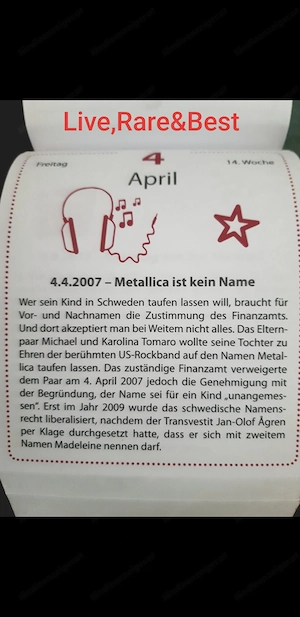 Live,Rare&Best
Freitag 4 14. Woche
April
4.4.2007 – Metallica ist kein Name
Wer sein Kind in Schweden taufen lassen will, braucht für
Vor- und Nachnamen die Zustimmung des Finanzamts.
Und dort akzeptiert man bei Weitem nicht alles. Das Eltern-
paar Michael und Karolina Tomaro wollte seine Tochter zu
Ehren der berühmten US-Rockband auf den Namen Metal-
lica taufen lassen. Das zuständige Finanzamt verweigerte
dem Paar am 4. April 2007 jedoch die Genehmigung mit
der Begründung, der Name sei für ein Kind „unangemes-
sen“. Erst im Jahr 2009 wurde das schwedische Namens-
recht liberalisiert, nachdem der Transvestit Jan-Olof Ågren
per Klage durchgesetzt hatte, dass er sich mit zweitem
Namen Madeleine nennen darf.